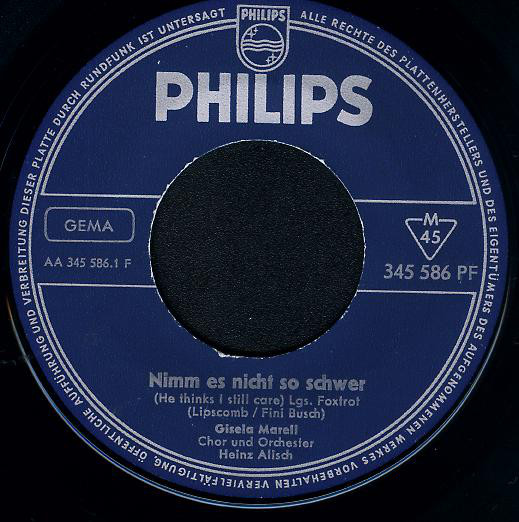 PHILIPS
PHILIPS
ALLE RECHTE DES PLATTENHERSTELLERS UND DES EIGENTÜMERS DES AUFGENOMMENEN WERKES VORBEHALTEN VERVIELFÄLTIGUNG, ÖFFENTLICHE AUFFÜHRUNG UND VERBREITUNG DIESER PLATTE DURCH RUNDFUNK IST UNTERSAGT
GEMA
M
45
AA 345 586.1 F
345 586 PF
Nimm es nicht so schwer
(He thinks I still care) Lgs. Foxtrot
(Lipscomb / Fini Busch)
Gisela Marell
Chor und Orchester
Heinz Alisch